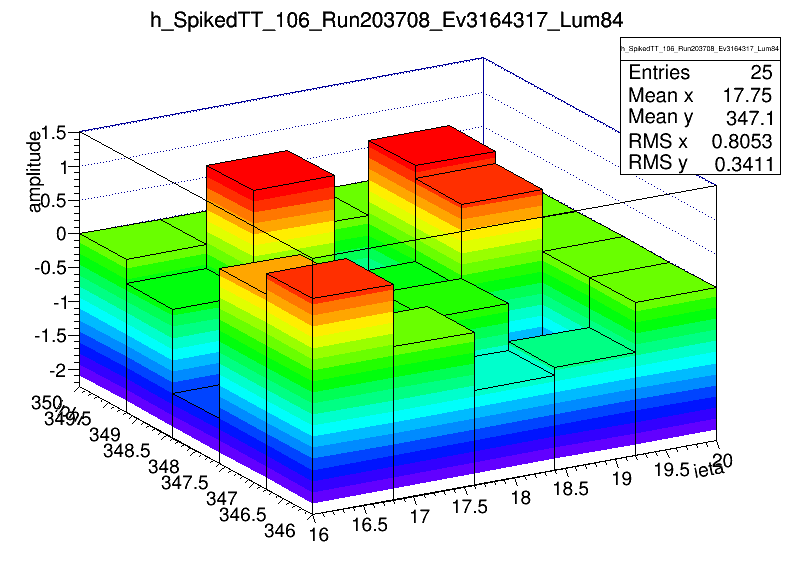 h_SpikedTT_106_Run203708_Ev3164317_Lum84
h_SpikedTT_106_Run203708_Ev3164317_Lum84
Entries 25
Mean x 17.75
Mean y 347.1
RMS x 0.8053
RMS y 0.3411
amplitude
1.5
1
0.5
0
-0.5
-1
-1.5
-2
350
349.5
349
348.5
348
347.5
347
346.5
346
16
16.5
17
17.5
18
18.5
19
19.5
20
ieta